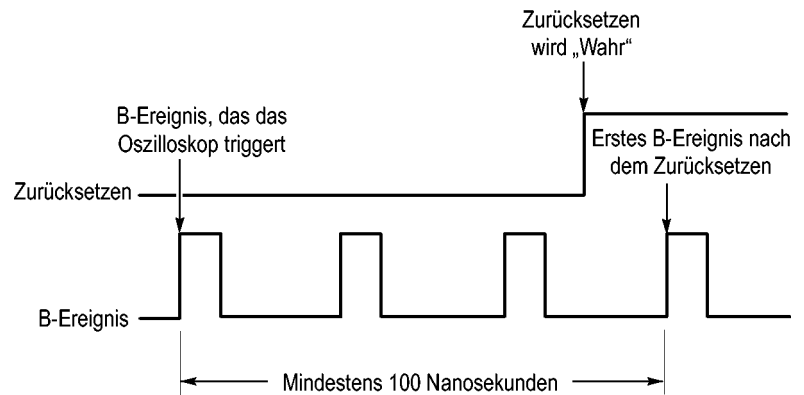 Zurücksetzen
wird „Wahr“
B-Ereignis, das das
Oszilloskop triggert
Erstes B-Ereignis nach
dem Zurücksetzen
Zurücksetzen
B-Ereignis
Mindestens 100 Nanosekunden